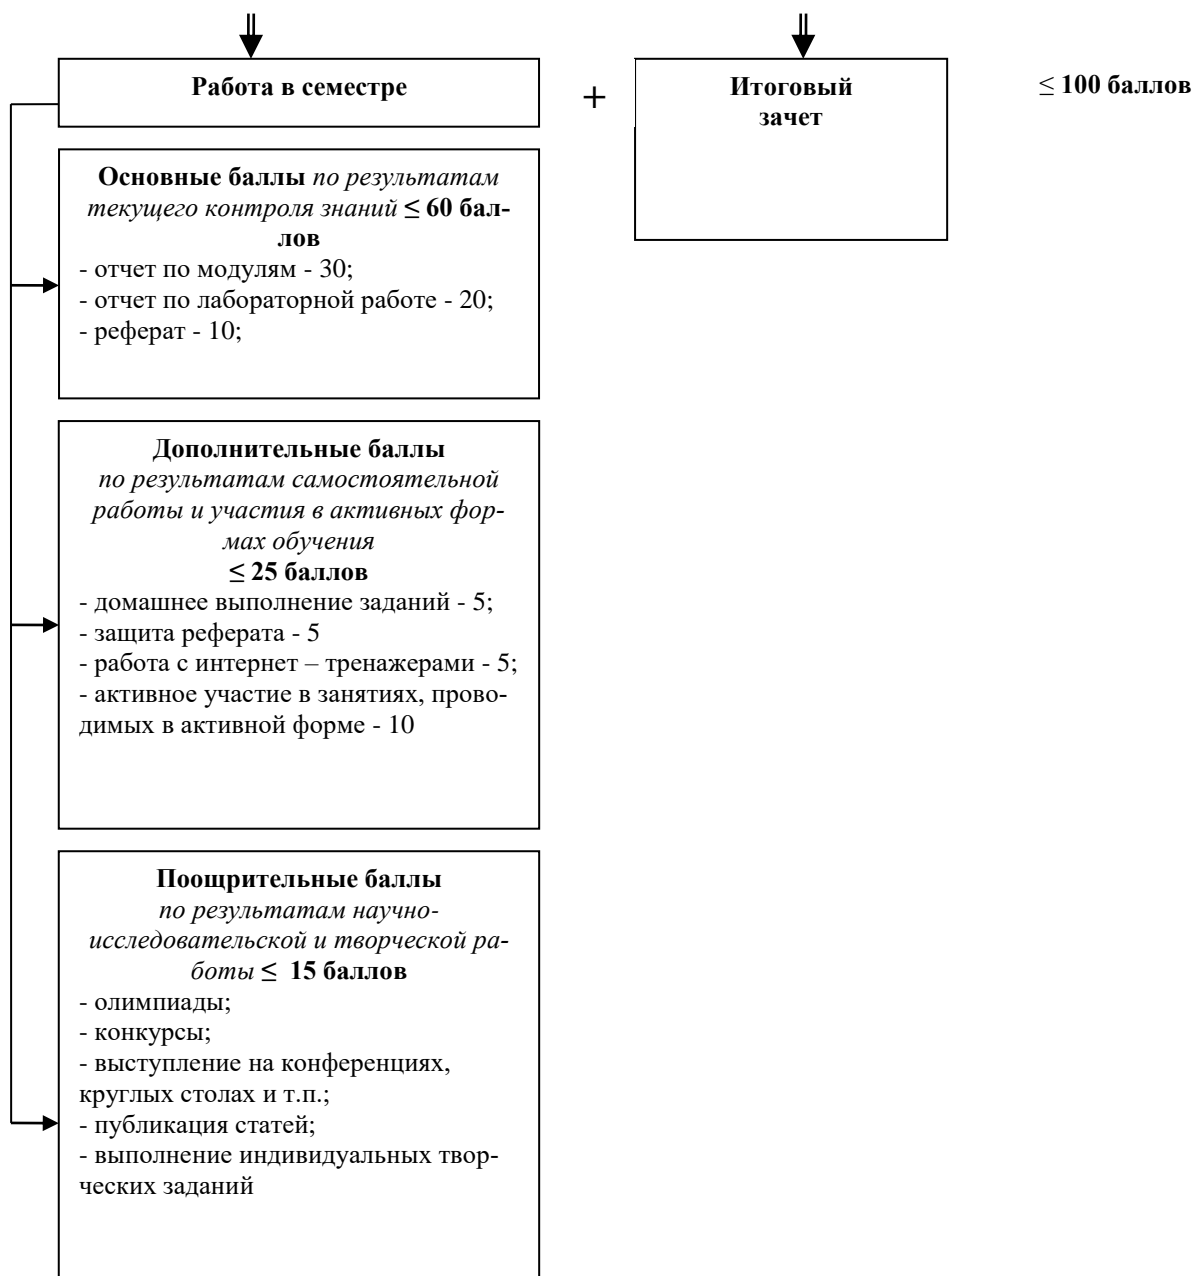 Работа в семестре
+
Итоговый
зачет
≤ 100 баллов
Основные баллы по результатам
текущего контроля знаний ≤ 60 бал-
лов
- отчет по модулям - 30;
- отчет по лабораторной работе - 20;
- реферат - 10;
Дополнительные баллы
по результатам самостоятельной
работы и участия в активных фор-
мах обучения
≤ 25 баллов
- домашнее выполнение заданий - 5;
- защита реферата - 5
- работа с интернет – тренажерами - 5;
- активное участие в занятиях, прово-
димых в активной форме - 10
Поощрительные баллы
по результатам научно-
исследовательской и творческой ра-
боты ≤ 15 баллов
- олимпиады;
- конкурсы;
- выступление на конференциях,
круглых столах и т.п.;
- публикация статей;
- выполнение индивидуальных твор-
ческих заданий